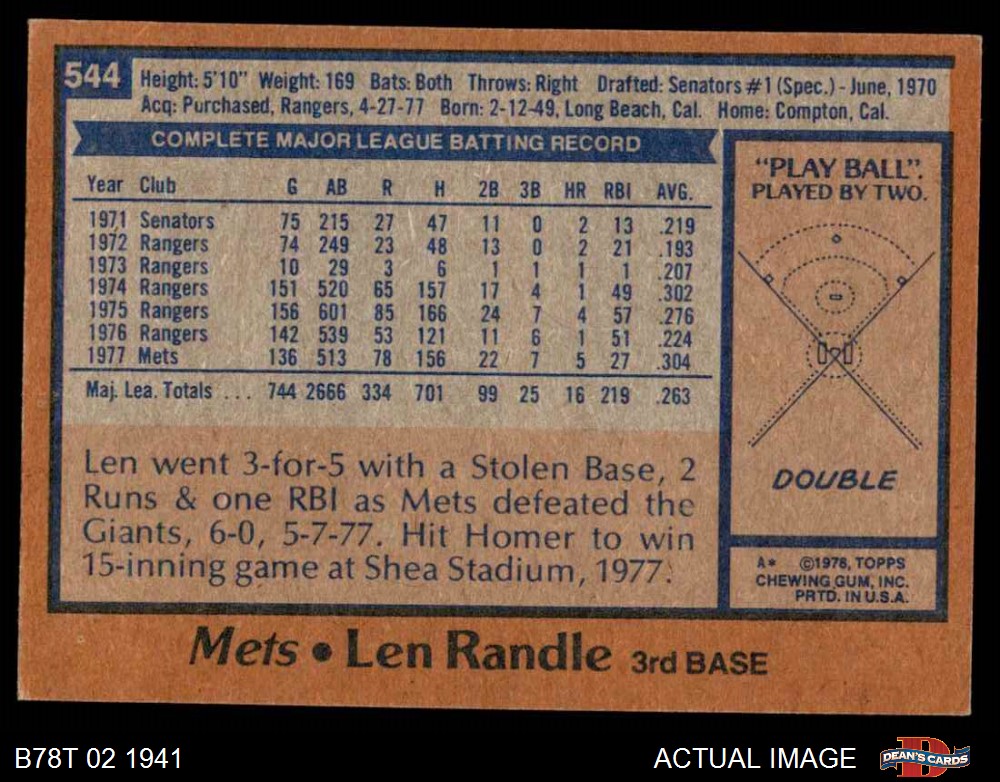 544
Height: 5'10" Weight: 169 Bats: Both Throws: Right Drafted: Senators #1 (Spec.) - June, 1970
Acq: Purchased, Rangers, 4-27-77 Born: 2-12-49, Long Beach, Cal. Home: Compton, Cal.
COMPLETE MAJOR LEAGUE BATTING RECORD
Year Club G AB R H 2B 3B HR RBI AVG.
1971 Senators 75 215 27 47 11 0 2 13 .219
1972 Rangers 74 249 23 48 13 0 2 21 .193
1973 Rangers 10 29 3 6 1 1 1 1 .207
1974 Rangers 151 520 65 157 17 4 1 49 .302
1975 Rangers 156 601 85 166 24 7 4 57 .276
1976 Rangers 142 539 53 121 11 6 1 51 .224
1977 Mets 136 513 78 156 22 7 5 27 .304
Maj. Lea. Totals . . . 744 2666 334 701 99 25 16 219 .263
Len went 3-for-5 with a Stolen Base, 2
Runs & one RBI as Mets defeated the
Giants, 6-0, 5-7-77. Hit Homer to win
15-inning game at Shea Stadium, 1977.
"PLAY BALL".
PLAYED BY TWO.
DOUBLE
A* ©1978, TOPPS
CHEWING GUM, INC.
PRTD. IN U.S.A.
Mets • Len Randle 3rd BASE
B78T 02 1941
ACTUAL IMAGE
DEAN'S CARDS